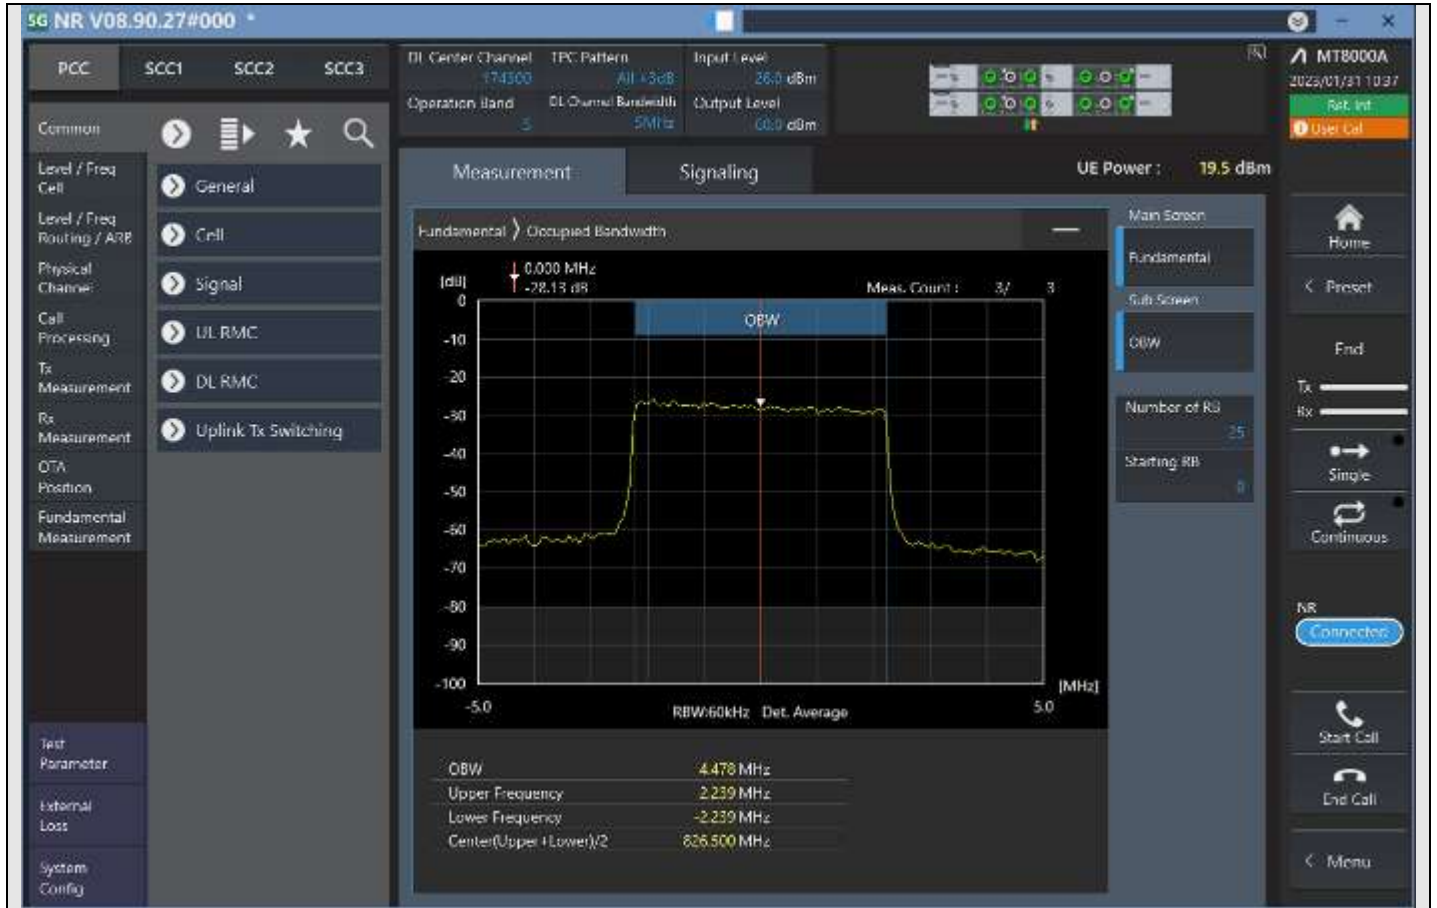 SG NR V08.90.27#000 *
PCC SCC1 SCC2 SCC3
DL Center Channel TPC Pattern Input Level
174300 All +3dB 26.0 dBm
Operation Band DL Channel Bandwidth Output Level
5 5MHz -60.0 dBm
MT8000A
2023/01/31 10:37
Ref. Int
User Cal
Common
Level / Freq
Cell
Level / Freq
Routing / ARB
Physical
Channel
Call
Processing
Tx
Measurement
Rx
Measurement
OTA
Position
Fundamental
Measurement
Test
Parameter
External
Loss
System
Config
General
Cell
Signal
UL RMC
DL RMC
Uplink Tx Switching
Measurement Signaling
UE Power : 19.5 dBm
Fundamental Occupied Bandwidth
0.000 MHz
-28.13 dB
[dB]
Meas. Count : 3/ 3
OBW
0
-10
-20
-30
-40
-50
-60
-70
-80
-90
-100
-5.0 5.0
[MHz]
RBW:60kHz Det. Average
OBW 4.478 MHz
Upper Frequency 2.239 MHz
Lower Frequency -2.239 MHz
Center(Upper+Lower)/2 826.500 MHz
Main Screen
Fundamental
Sub Screen
OBW
Number of RB
25
Starting RB
0
Home
< Preset
End
Tx
Rx
Single
Continuous
NR
Connected
Start Call
End Call
< Menu